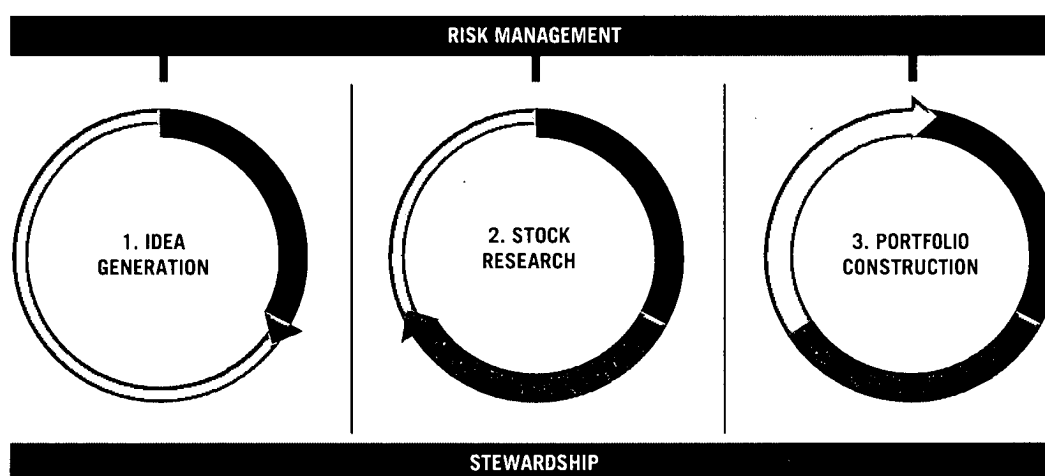 RISK MANAGEMENT
1. IDEA
GENERATION
2. STOCK
RESEARCH
3. PORTFOLIO
CONSTRUCTION
STEWARDSHIP